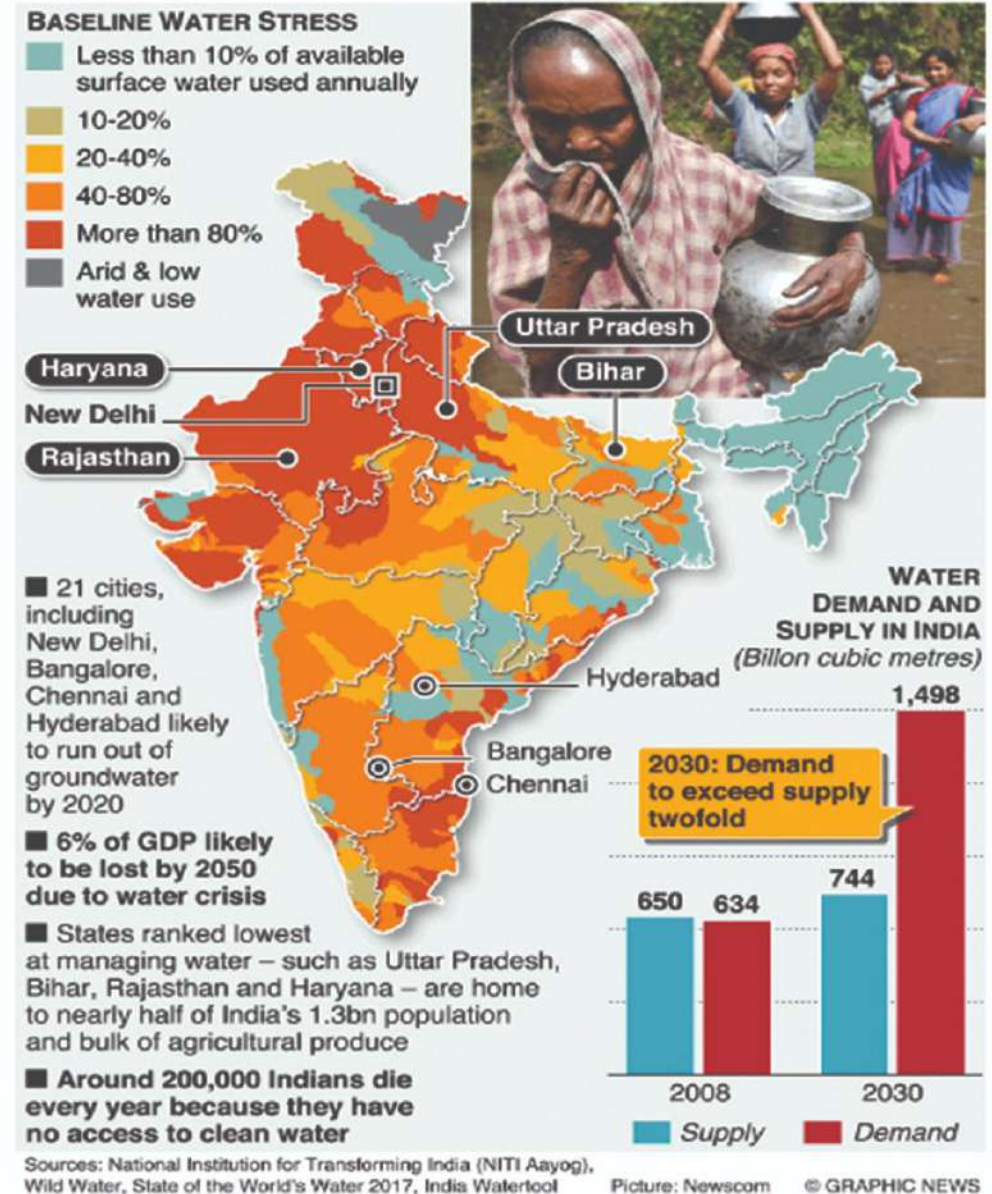 BASELINE WATER STRESS
Less than 10% of available
surface water used annually
10-20%
20-40%
40-80%
More than 80%
Arid & low
water use
Uttar Pradesh
Bihar
Haryana
New Delhi
Rajasthan
Hyderabad
Bangalore
Chennai
■ 21 cities,
including
New Delhi,
Bangalore,
Chennai and
Hyderabad likely
to run out of
groundwater
by 2020
■ 6% of GDP likely
to be lost by 2050
due to water crisis
■ States ranked lowest
at managing water – such as Uttar Pradesh,
Bihar, Rajasthan and Haryana – are home
to nearly half of India's 1.3bn population
and bulk of agricultural produce
■ Around 200,000 Indians die
every year because they have
no access to clean water
WATER
DEMAND AND
SUPPLY IN INDIA
(Billon cubic metres)
1,498
2030: Demand
to exceed supply
twofold
744
650 634
2008 2030
Supply Demand
Sources: National Institution for Transforming India (NITI Aayog),
Wild Water, State of the World's Water 2017, India Watertool
Picture: Newscom © GRAPHIC NEWS